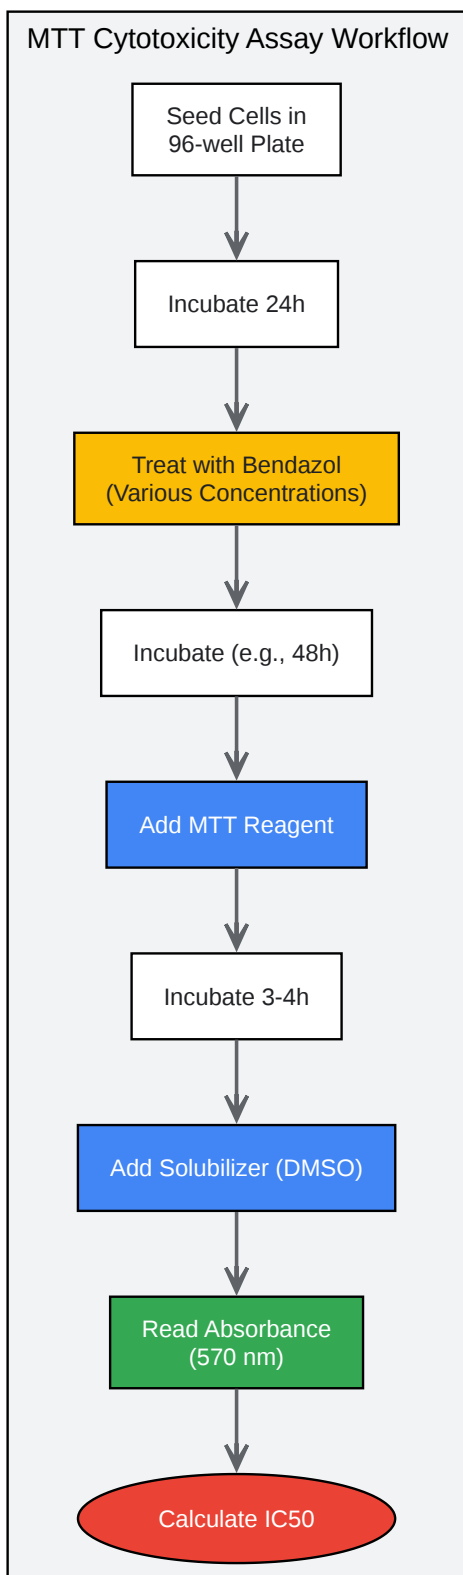 MTT Cytotoxicity Assay Workflow
Seed Cells in
96-well Plate
Incubate 24h
Treat with Bendazol
(Various Concentrations)
Incubate (e.g., 48h)
Add MTT Reagent
Incubate 3-4h
Add Solubilizer (DMSO)
Read Absorbance
(570 nm)
Calculate IC50